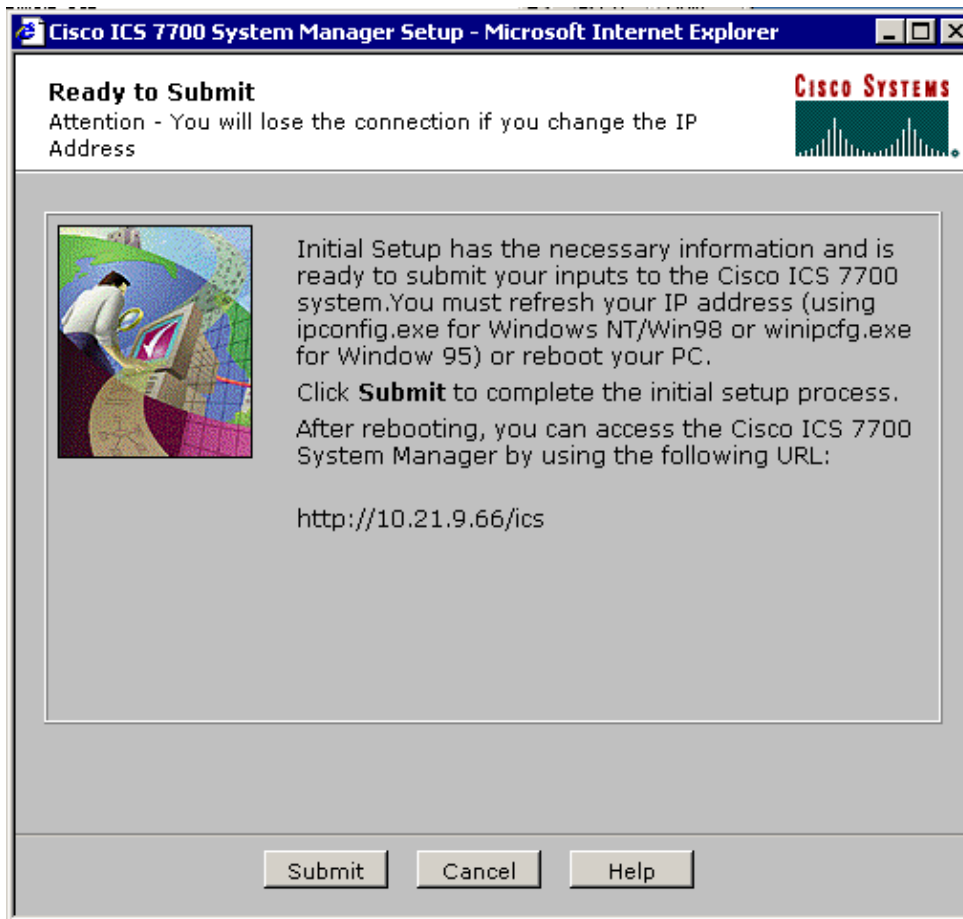 Cisco ICS 7700 System Manager Setup - Microsoft Internet Explorer
Ready to Submit
Attention - You will lose the connection if you change the IP
Address
CISCO SYSTEMS
Initial Setup has the necessary information and is
ready to submit your inputs to the Cisco ICS 7700
system.You must refresh your IP address (using
ipconfig.exe for Windows NT/Win98 or winipcfg.exe
for Window 95) or reboot your PC.
Click Submit to complete the initial setup process.
After rebooting, you can access the Cisco ICS 7700
System Manager by using the following URL:
http://10.21.9.66/ics
Submit
Cancel
Help